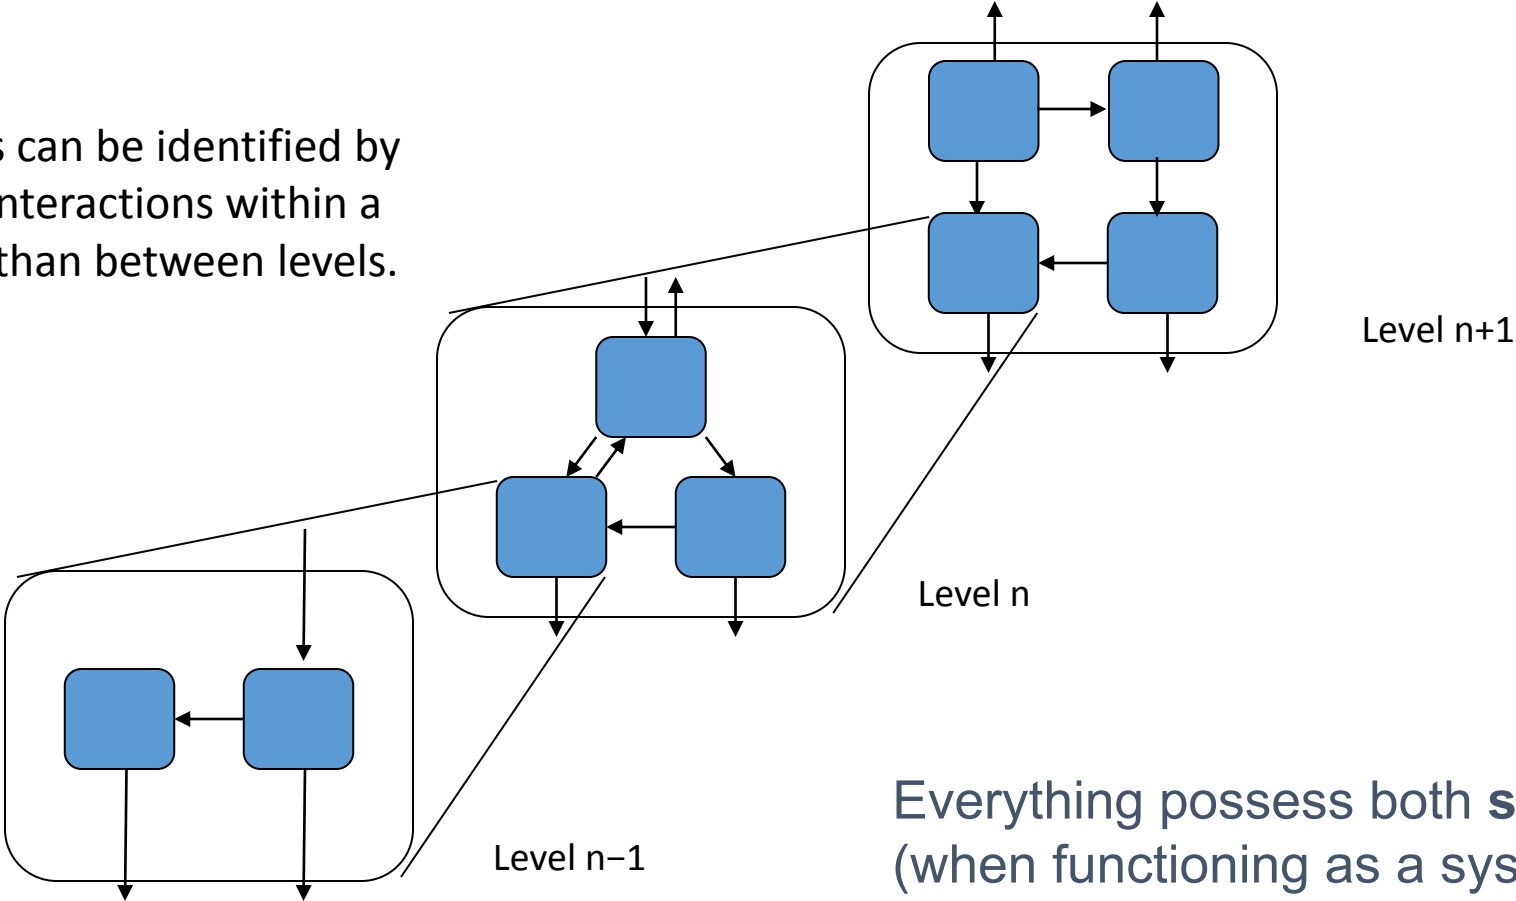 s can be identified by
nteractions within a
than between levels.
Level n+1
Level n
Level n−1
Everything possess both s
(when functioning as a sys